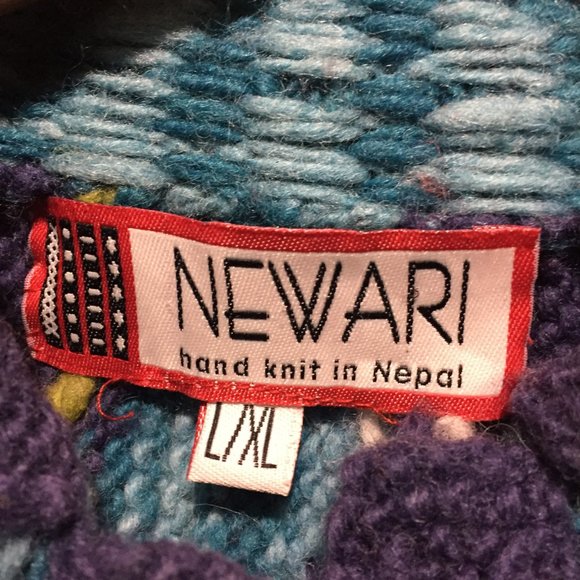 NEWARI
hand knit in Nepal
L/XL